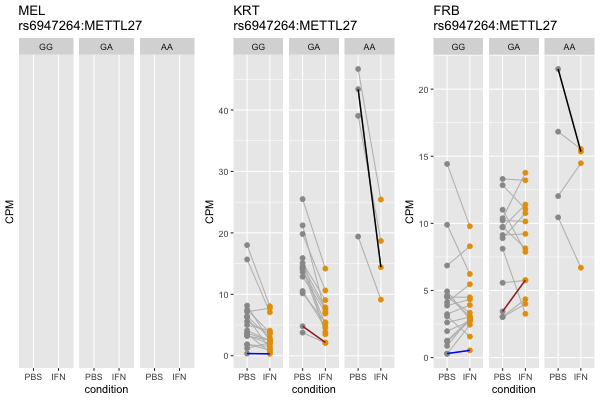 MEL
rs6947264:METTL27
GG GA AA
CPM
PBS IFN PBS IFN PBS IFN
condition
KRT
rs6947264:METTL27
GG GA AA
40
30
20
10
0
CPM
PBS IFN PBS IFN PBS IFN
condition
FRB
rs6947264:METTL27
GG GA AA
20
15
10
5
0
CPM
PBS IFN PBS IFN PBS IFN
condition